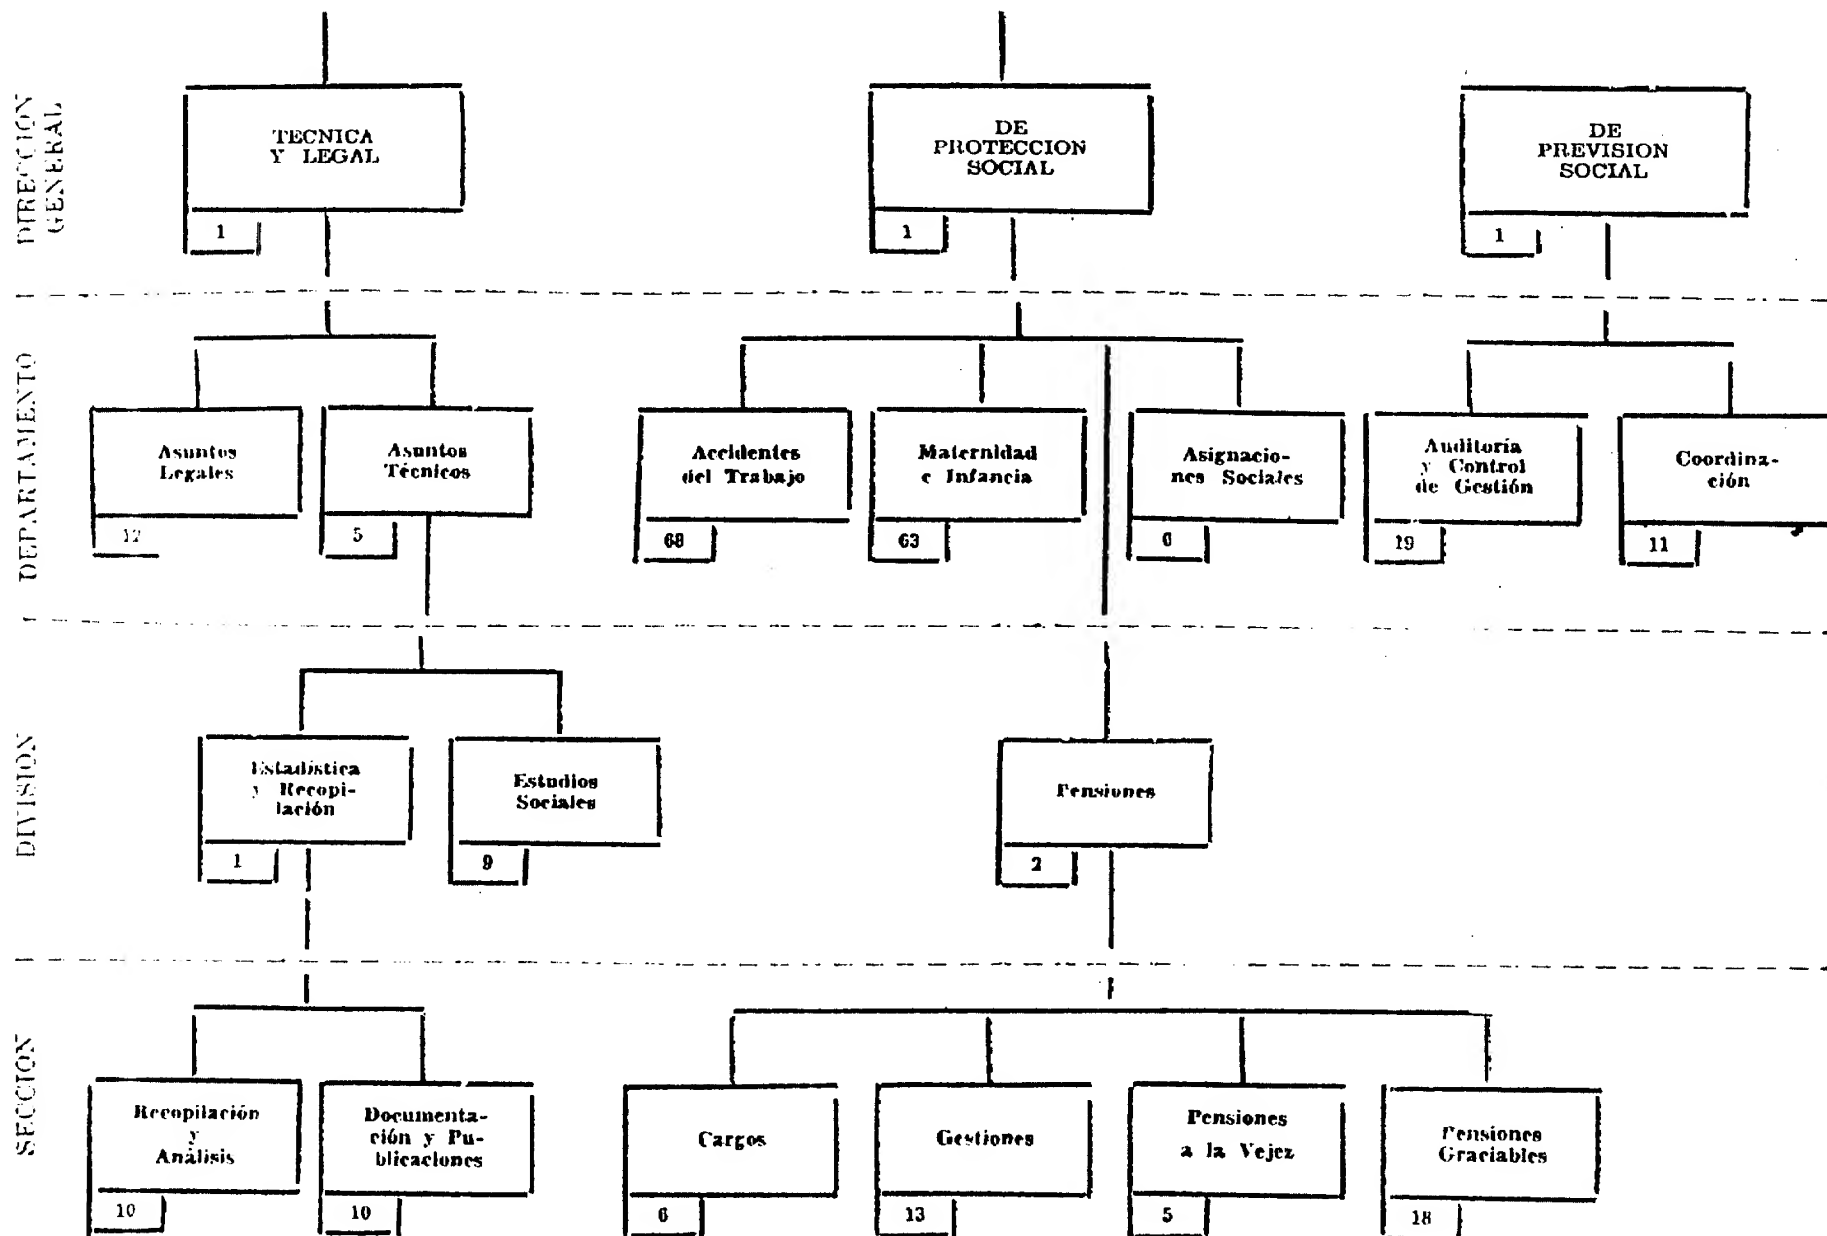 DIRECCION
GENERAL
TECNICA
Y LEGAL
1
DE
PROTECCION
SOCIAL
1
DE
PREVISION
SOCIAL
1
DEPARTAMENTO
Asuntos
Legales
12
Asuntos
Técnicos
5
Accidentes
del Trabajo
68
Maternidad
e Infancia
63
Asignacio-
nes Sociales
6
Auditoría
y Control
de Gestión
19
Coordina-
ción
11
DIVISION
Estadística
y Recopi-
lación
1
Estudios
Sociales
9
Pensiones
2
SECCION
Recopilación
y
Análisis
10
Documenta-
ción y Pu-
blicaciones
10
Cargos
6
Gestiones
13
Pensiones
a la Vejez
5
Pensiones
Graciables
18